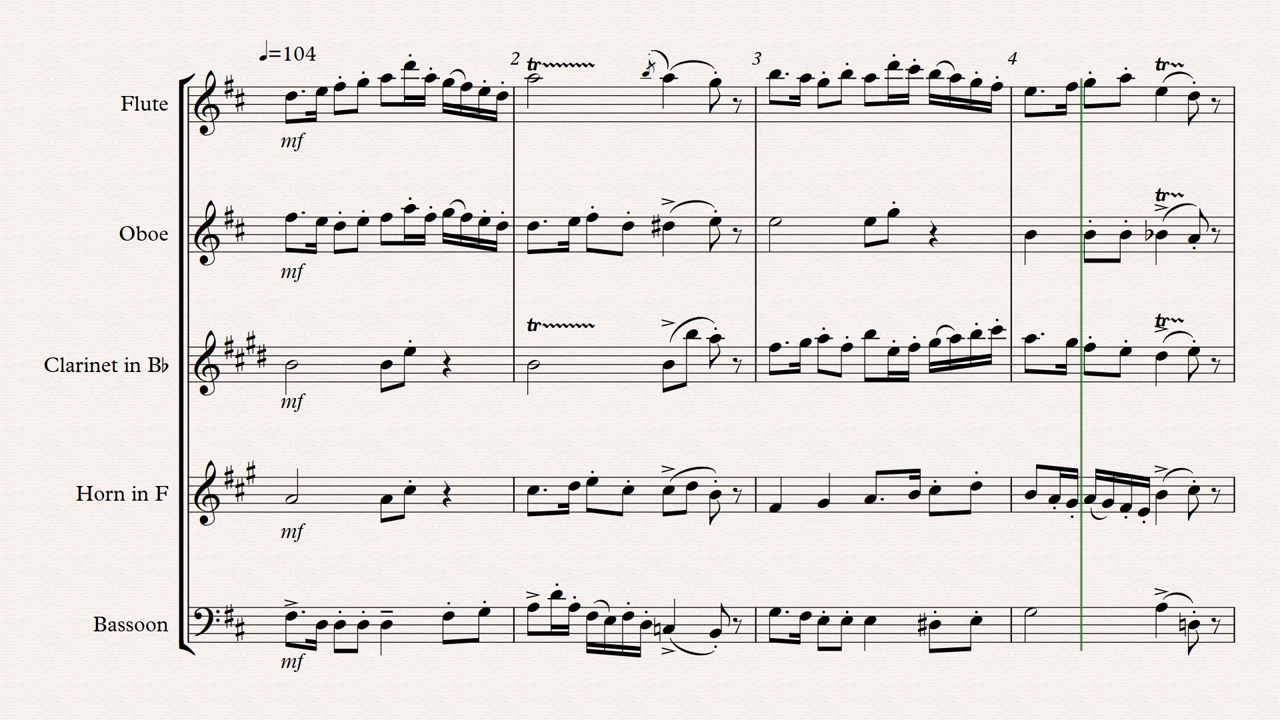 ♩=104
2 tr 3 4 tr
Flute
mf
tr
Oboe
mf
tr tr
Clarinet in B♭
mf
Horn in F
mf
Bassoon
mf